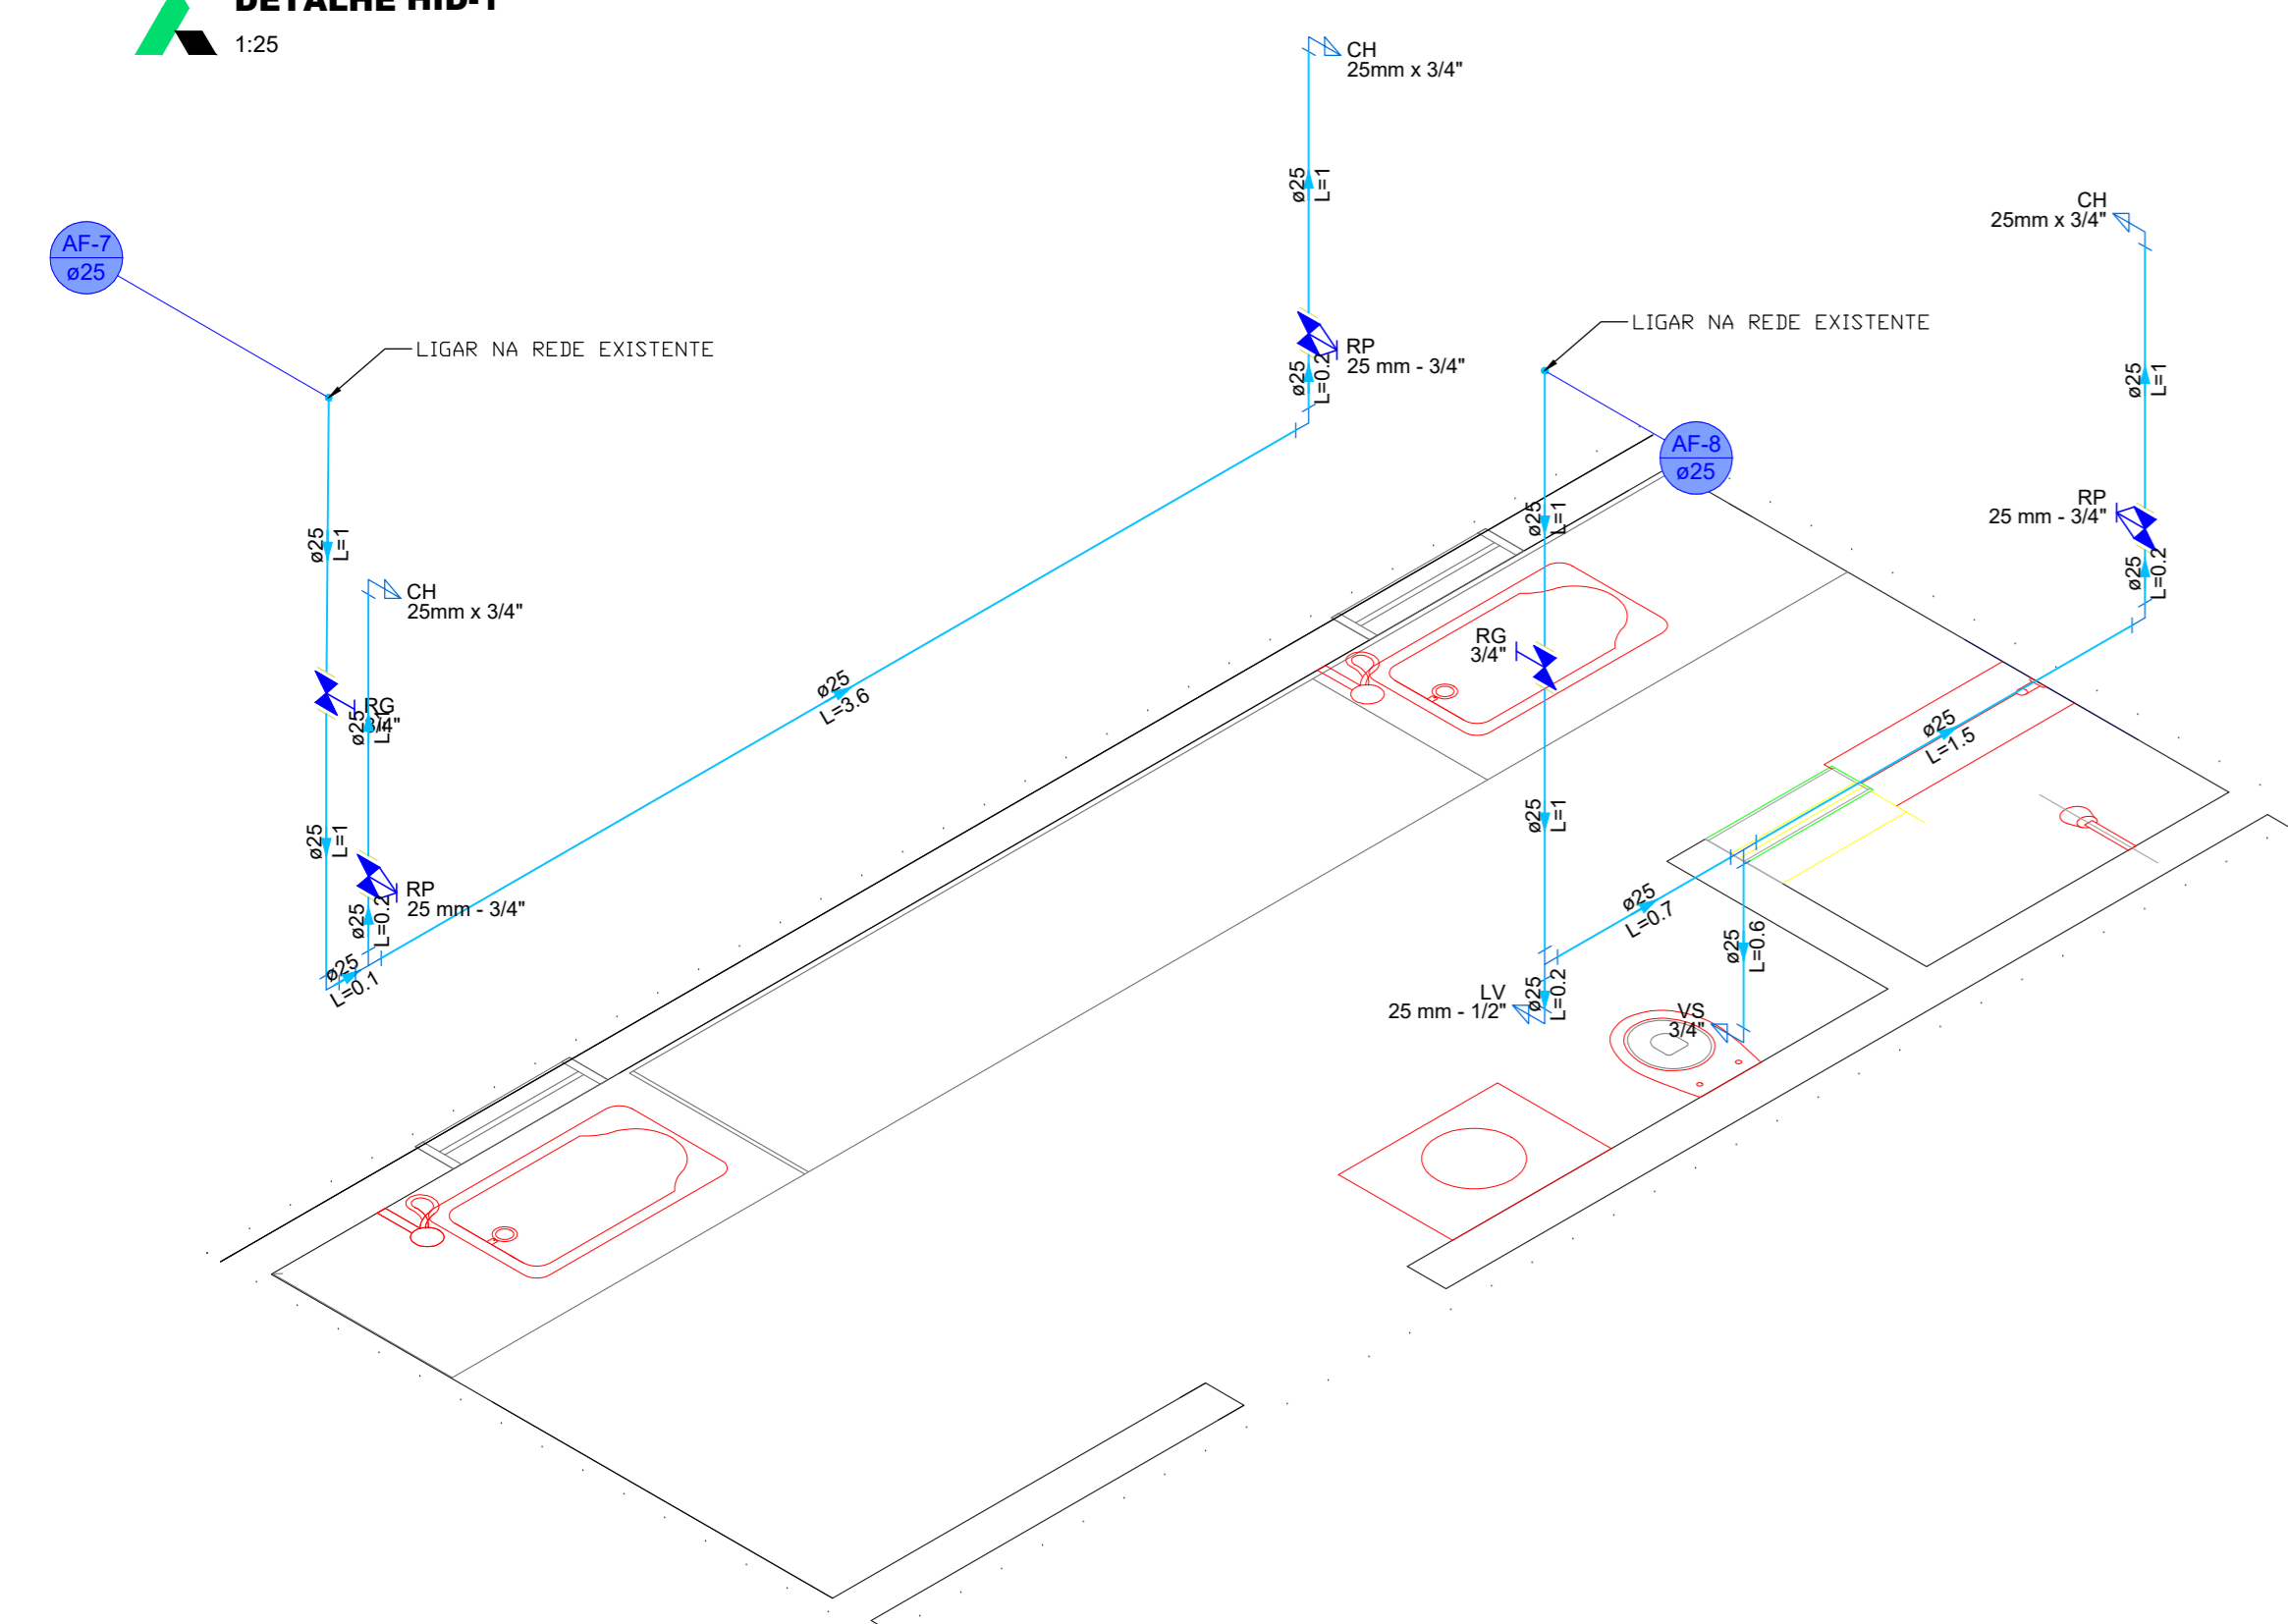 DETALHE HID-1
1:25
CH
25mm x 3/4"
ø25
L=1
CH
25mm x 3/4"
AF-7
ø25
LIGAR NA REDE EXISTENTE
LIGAR NA REDE EXISTENTE
RP
25 mm - 3/4"
ø25
L=0.2
ø25
L=1
AF-8
ø25
RP
25 mm - 3/4"
ø25
L=0.2
ø25
L=1
ø25
L=1
CH
25mm x 3/4"
RG
3/4"
RG
3/4"
ø25
L=1
ø25
L=3.6
ø25
L=1.5
ø25
L=1
ø25
L=1
RP
25 mm - 3/4"
ø25
L=0.2
ø25
L=0.7
ø25
L=0.6
ø25
L=0.1
LV
25 mm - 1/2"
ø25
L=0.2
VS
3/4"